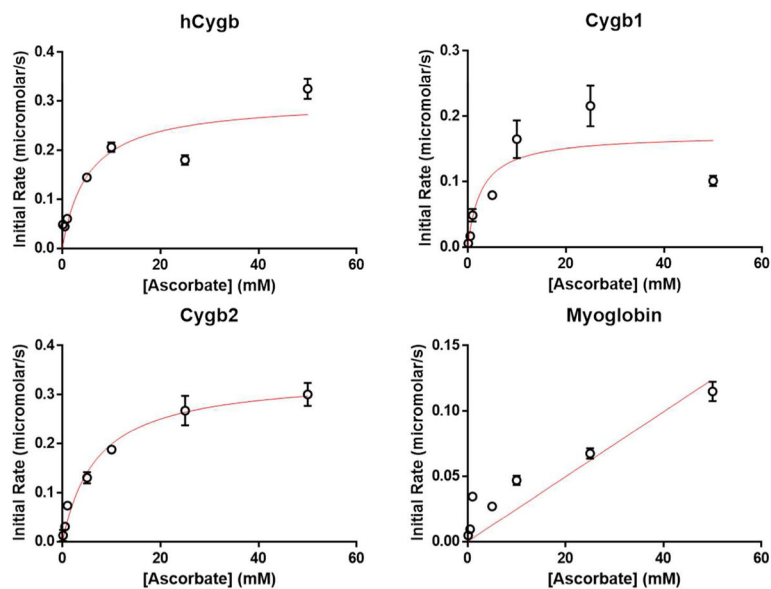 hCygb
Initial Rate (micromolar/s)
0.4
0.3
0.2
0.1
0.0
0
20
40
60
[Ascorbate] (mM)
Cygb1
Initial Rate (micromolar/s)
0.3
0.2
0.1
0.0
0
20
40
60
[Ascorbate] (mM)
Cygb2
Initial Rate (micromolar/s)
0.4
0.3
0.2
0.1
0.0
0
20
40
60
[Ascorbate] (mM)
Myoglobin
Initial Rate (micromolar/s)
0.15
0.10
0.05
0.00
0
20
40
60
[Ascorbate] (mM)